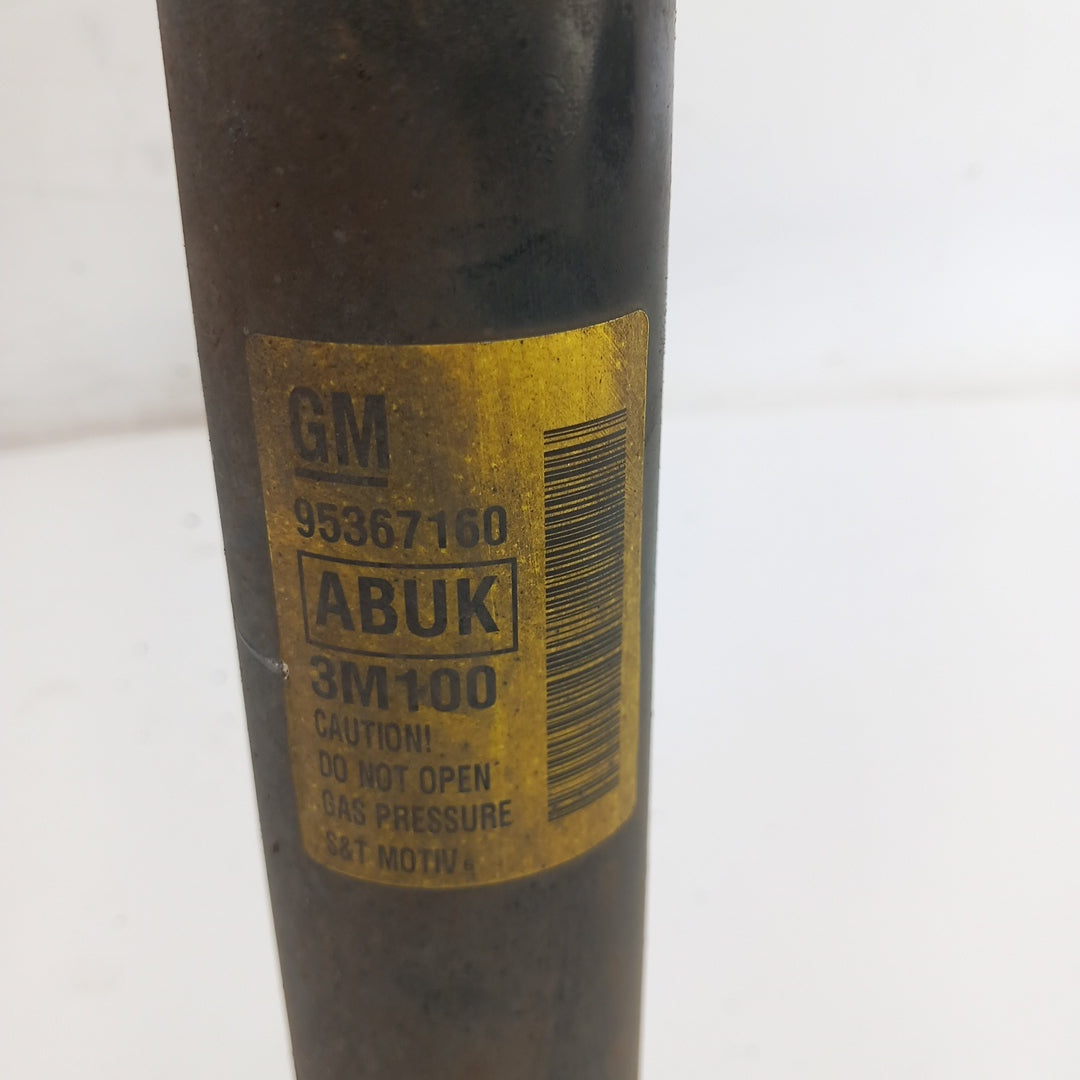 GM
95367160
ABUK
3M100
CAUTION!
DO NOT OPEN
GAS PRESSURE
S&T MOTIV